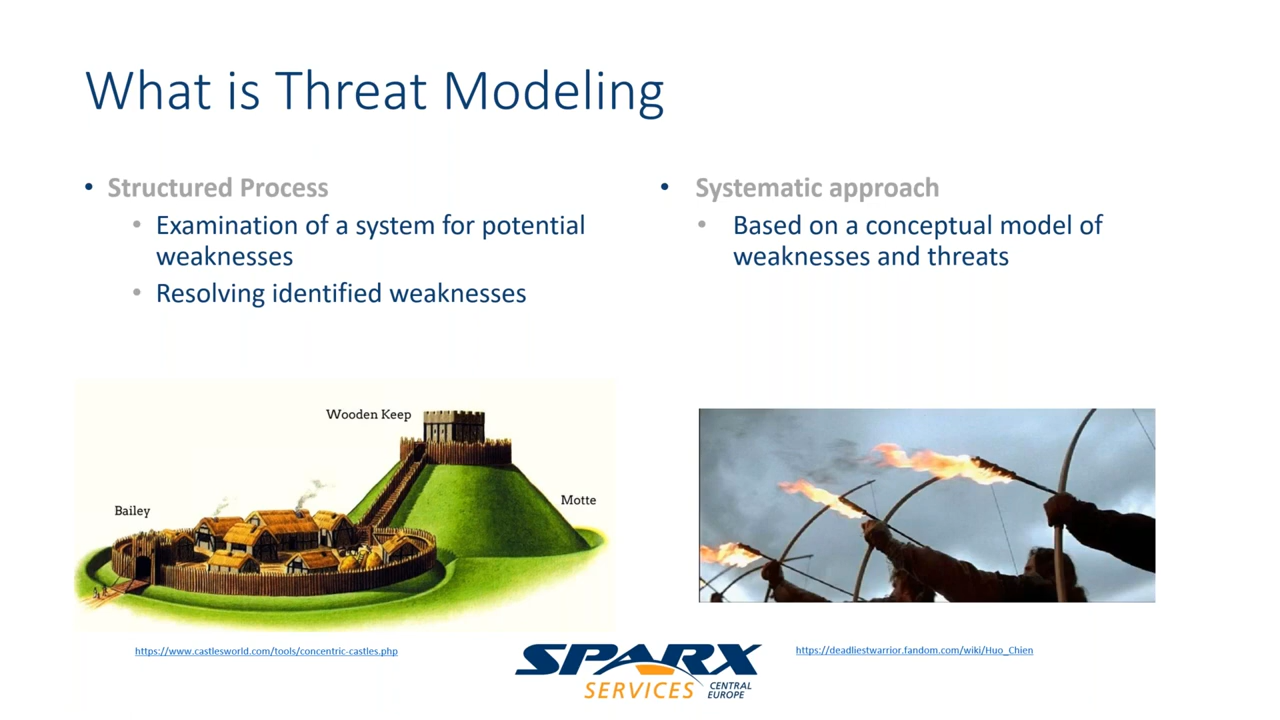 What is Threat Modeling
• Structured Process
• Examination of a system for potential
weaknesses
• Resolving identified weaknesses
• Systematic approach
• Based on a conceptual model of
weaknesses and threats
Wooden Keep
Bailey
Motte
https://www.castlesworld.com/tools/concentric-castles.php
https://deadliestwarrior.fandom.com/wiki/Huo_Chien
SPARX
SERVICES
CENTRAL
EUROPE